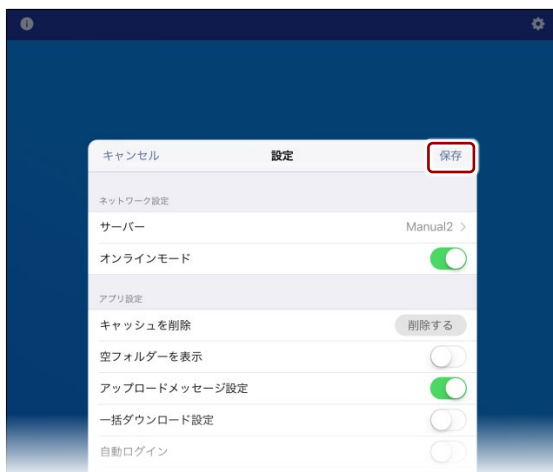 キャンセル 設定 保存
ネットワーク設定
サーバー Manual2 >
オンラインモード
アプリ設定
キャッシュを削除 削除する
空フォルダーを表示
アップロードメッセージ設定
一括ダウンロード設定
自動ログイン